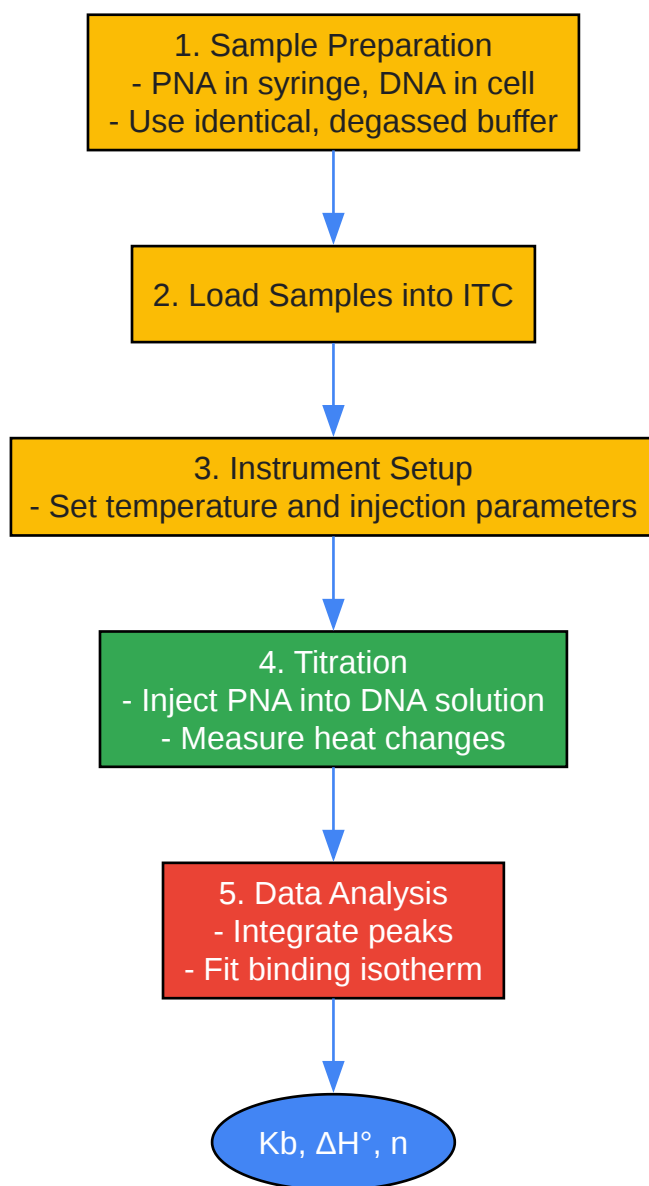 1. Sample Preparation
- PNA in syringe, DNA in cell
- Use identical, degassed buffer
2. Load Samples into ITC
3. Instrument Setup
- Set temperature and injection parameters
4. Titration
- Inject PNA into DNA solution
- Measure heat changes
5. Data Analysis
- Integrate peaks
- Fit binding isotherm
Kb, ΔH°, n